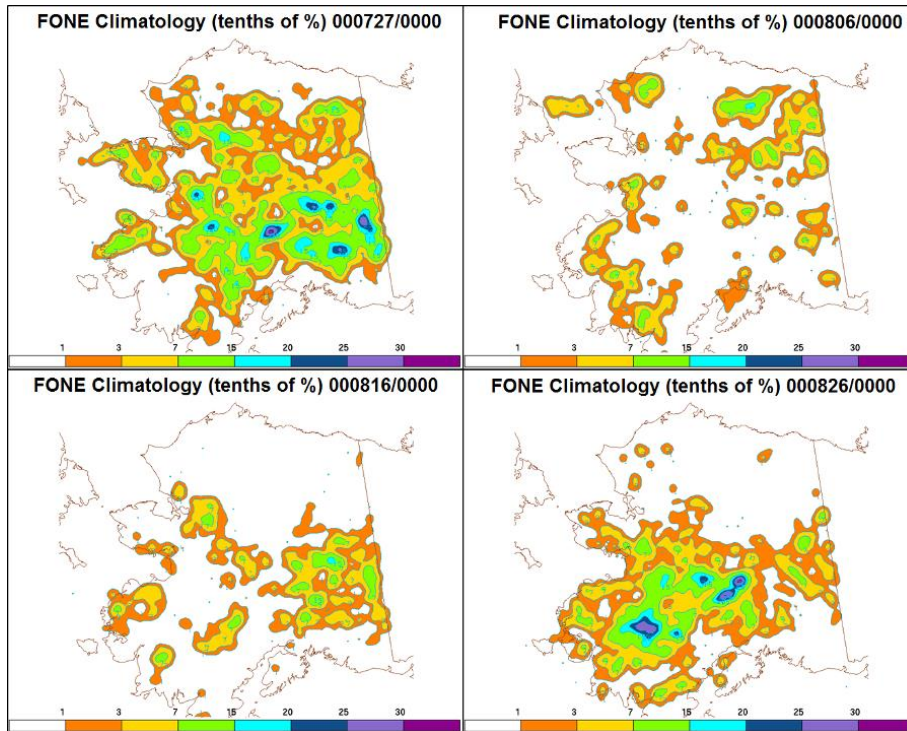 FONE Climatology (tenths of %) 000727/0000
1 3 7 15 20 25 30
FONE Climatology (tenths of %) 000806/0000
1 3 7 15 20 25 30
FONE Climatology (tenths of %) 000816/0000
1 3 7 15 20 25 30
FONE Climatology (tenths of %) 000826/0000
1 3 7 15 20 25 30